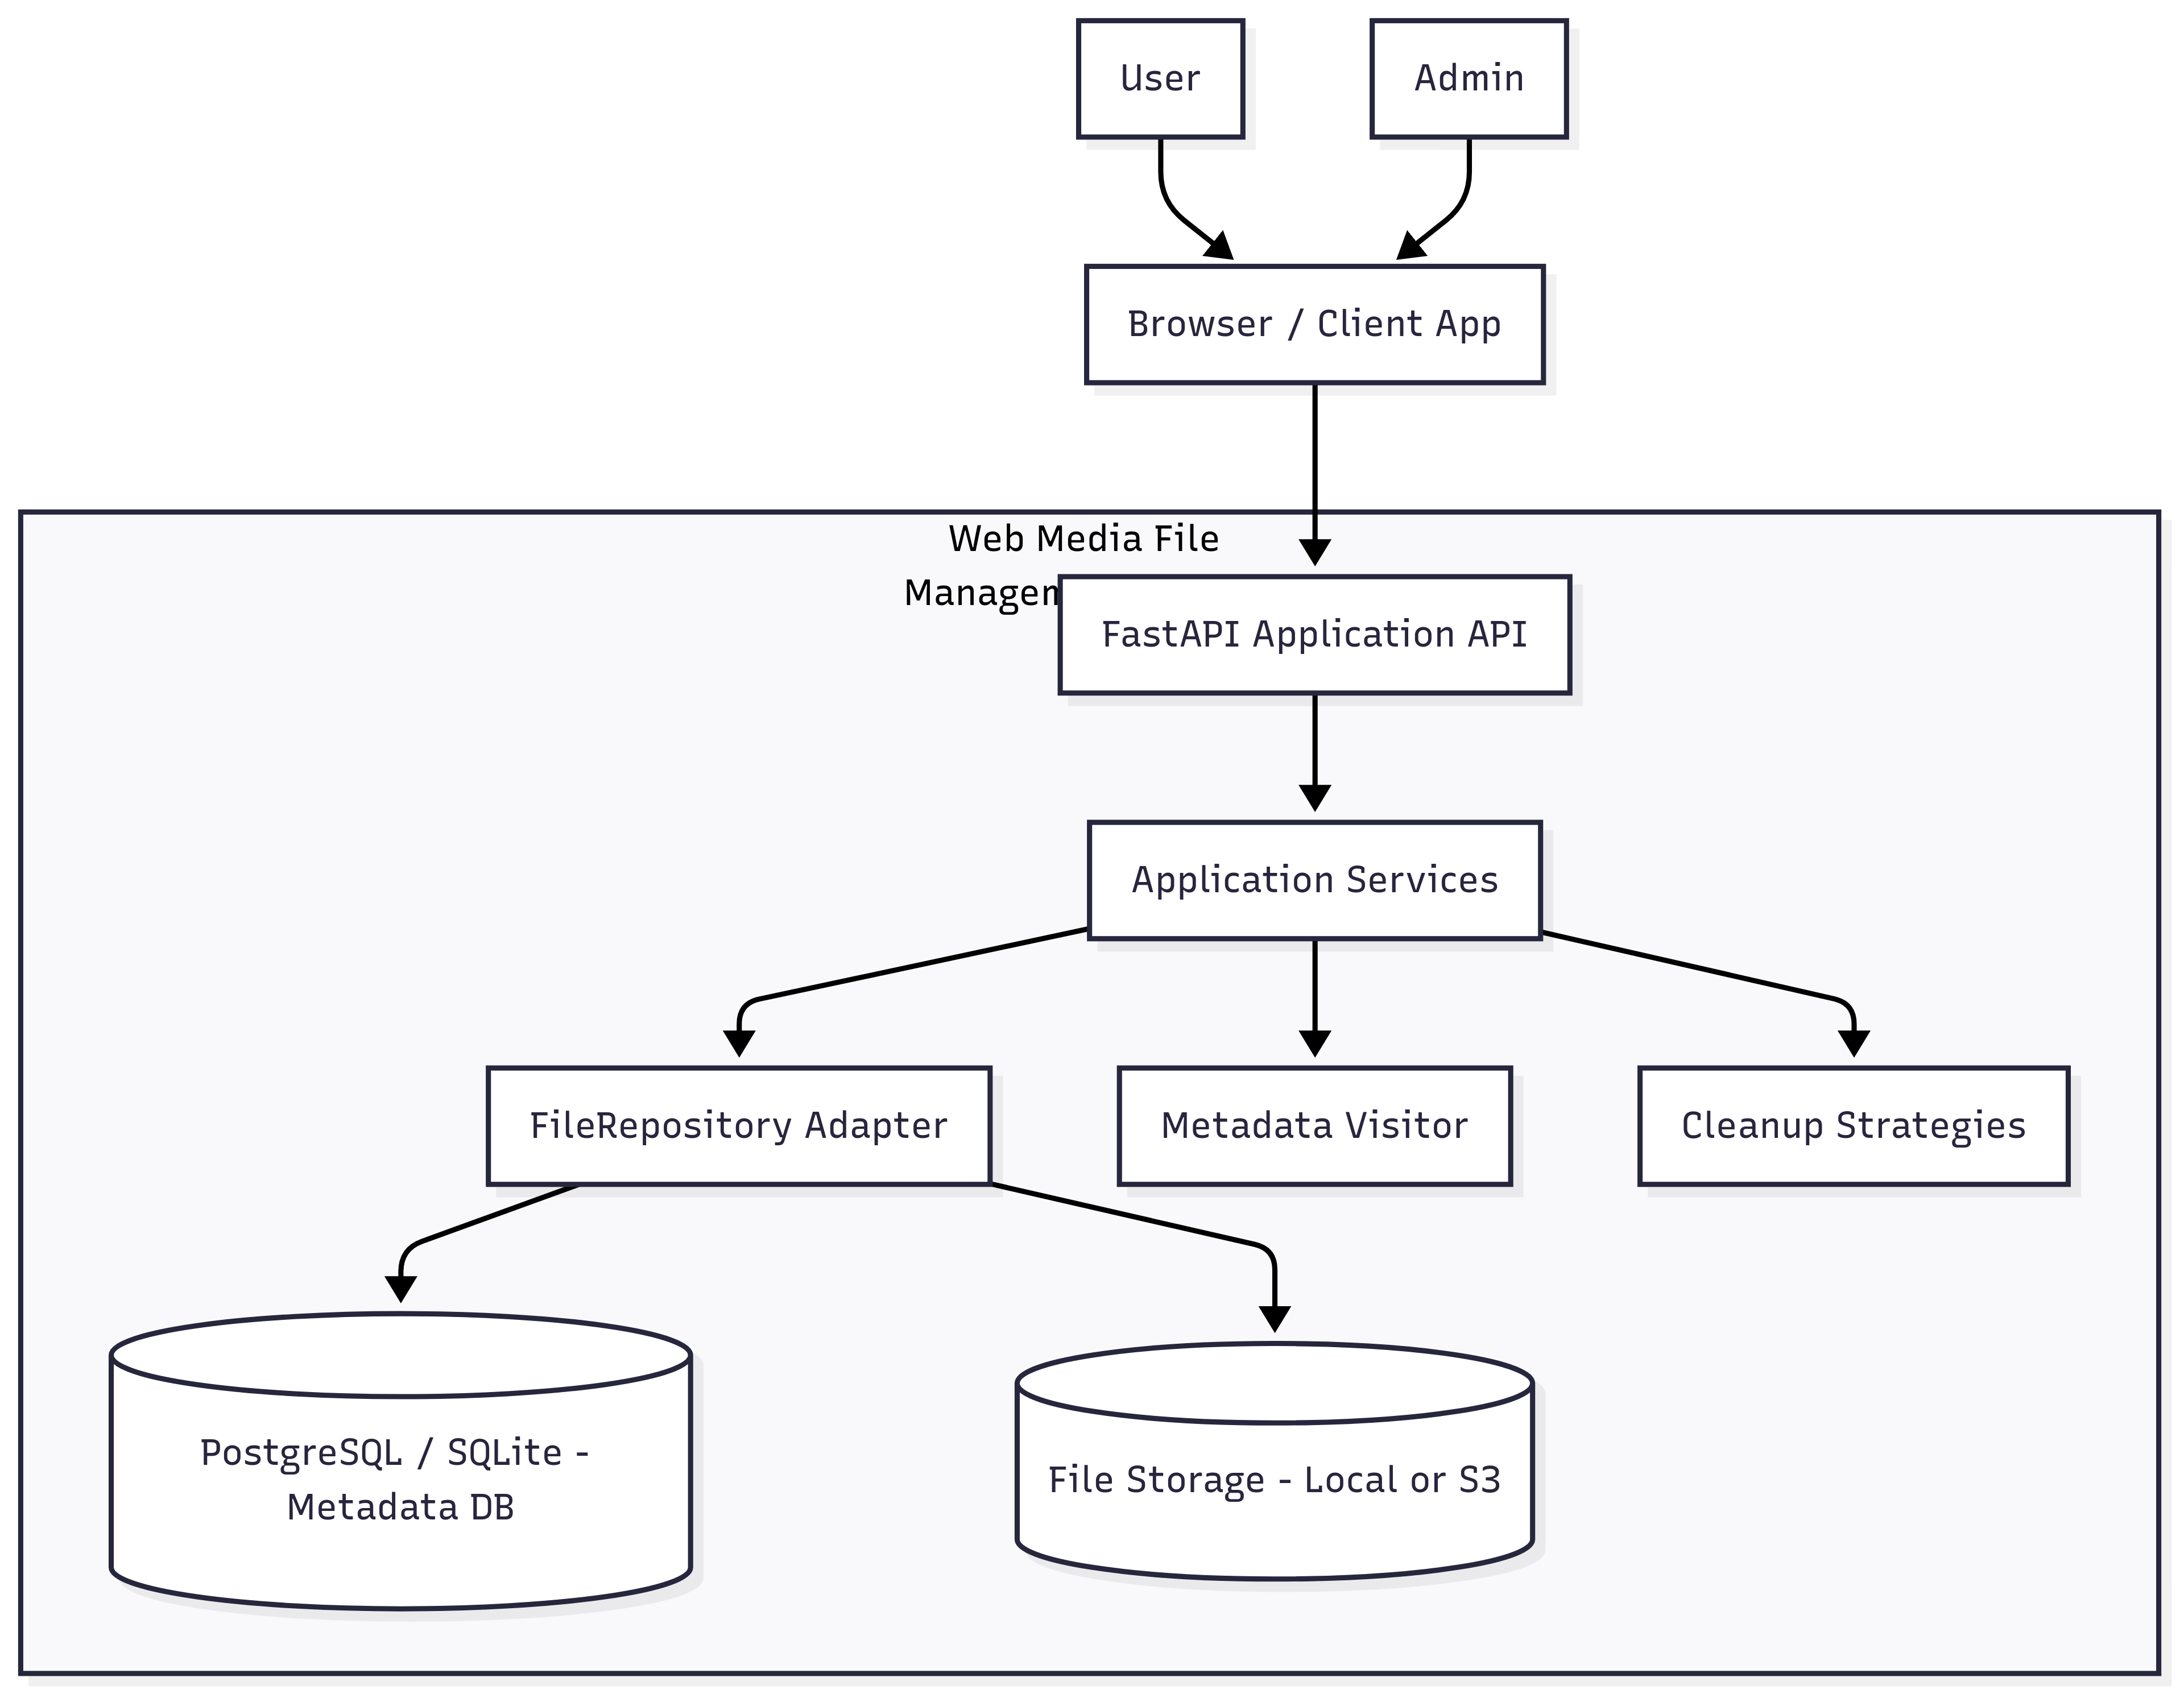 User
Admin
Browser / Client App
Web Media File
FastAPI Application API
Application Services
FileRepository Adapter
Metadata Visitor
Cleanup Strategies
PostgreSQL / SQLite -
Metadata DB
File Storage - Local or S3